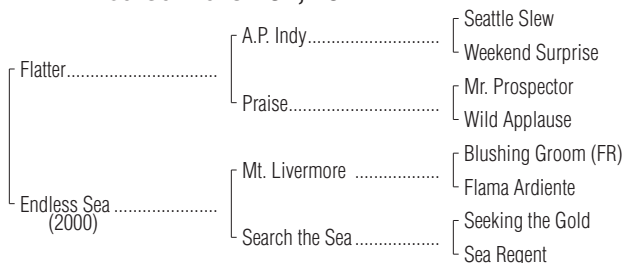 Seattle Slew
A.P. Indy
Weekend Surprise
Flatter
Mr. Prospector
Praise
Wild Applause
Blushing Groom (FR)
Mt. Livermore
Flama Ardiente
Endless Sea
(2000)
Seeking the Gold
Search the Sea
Sea Regent